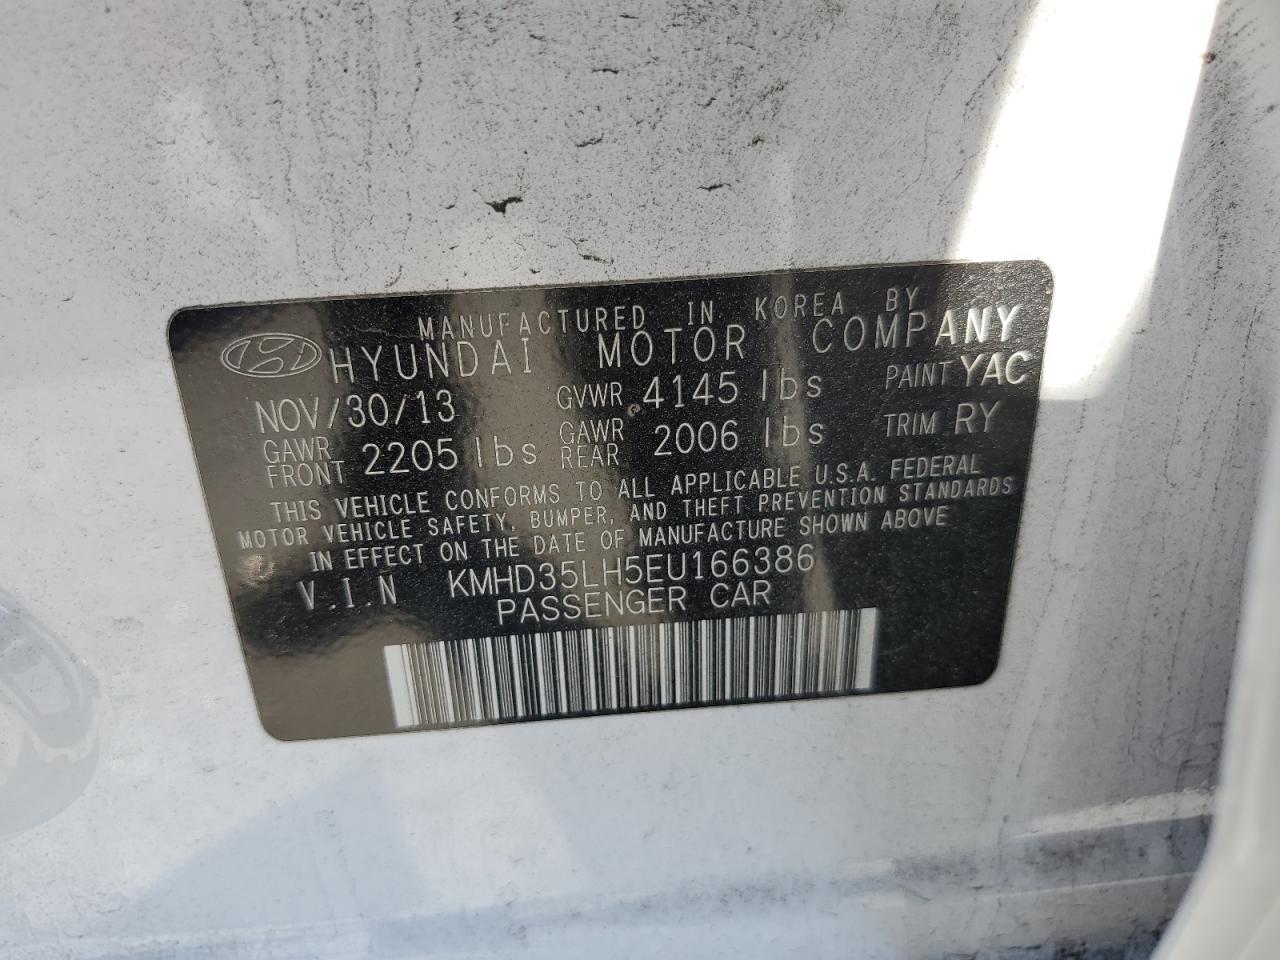 MANUFACTURED IN KOREA BY
HYUNDAI MOTOR COMPANY
NOV/30/13 GVWR 4145 lbs PAINT YAC
GAWR FRONT 2205 lbs GAWR REAR 2006 lbs TRIM RY
THIS VEHICLE CONFORMS TO ALL APPLICABLE U.S.A. FEDERAL
MOTOR VEHICLE SAFETY, BUMPER, AND THEFT PREVENTION STANDARDS
IN EFFECT ON THE DATE OF MANUFACTURE SHOWN ABOVE
V.I.N KMHD35LH5EU166386
PASSENGER CAR